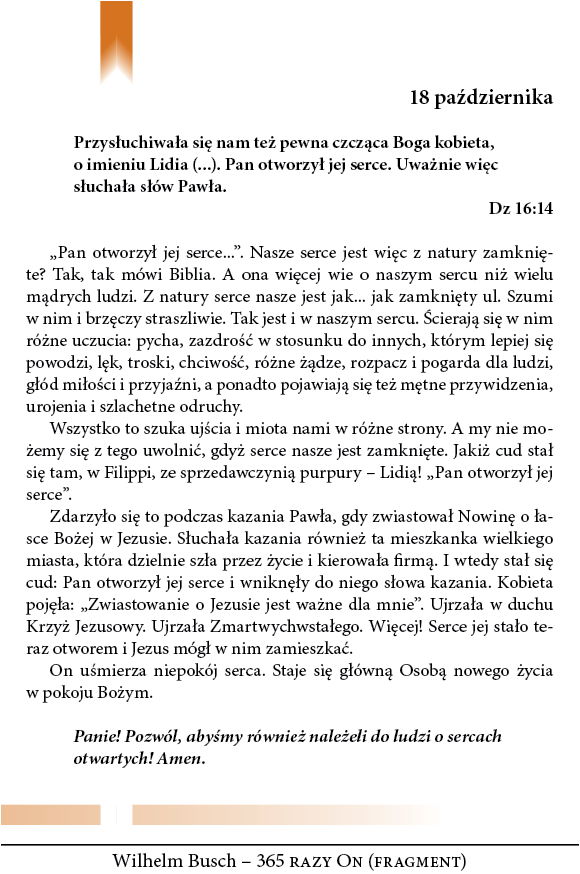 18 października
Przysłuchiwała się nam też pewna czcząca Boga kobieta,
o imieniu Lidia (...). Pan otworzył jej serce. Uważnie więc
słuchała słów Pawła.
Dz 16:14
„Pan otworzył jej serce...”. Nasze serce jest więc z natury zamknię-
te? Tak, tak mówi Biblia. A ona więcej wie o naszym sercu niż wielu
mądrych ludzi. Z natury serce nasze jest jak... jak zamknięty ul. Szumi
w nim i brzęczy straszliwie. Tak jest i w naszym sercu. Ścierają się w nim
różne uczucia: pycha, zazdrość w stosunku do innych, którym lepiej się
powodzi, lęk, troski, chciwość, różne żądze, rozpacz i pogarda dla ludzi,
głód miłości i przyjaźni, a ponadto pojawiają się też mętne przywidzenia,
urojenia i szlachetne odruchy.
Wszystko to szuka ujścia i miota nami w różne strony. A my nie mo-
żemy się z tego uwolnić, gdyż serce nasze jest zamknięte. Jakiż cud stał
się tam, w Filippi, ze sprzedawczynią purpury – Lidią! „Pan otworzył jej
serce”.
Zdarzyło się to podczas kazania Pawła, gdy zwiastował Nowinę o ła-
sce Bożej w Jezusie. Słuchała kazania również ta mieszkanka wielkiego
miasta, która dzielnie szła przez życie i kierowała firmą. I wtedy stał się
cud: Pan otworzył jej serce i wniknęły do niego słowa kazania. Kobieta
pojęła: „Zwiastowanie o Jezusie jest ważne dla mnie”. Ujrzała w duchu
Krzyż Jezusowy. Ujrzała Zmartwychwstałego. Więcej! Serce jej stało te-
raz otworem i Jezus mógł w nim zamieszkać.
On uśmierza niepokój serca. Staje się główną Osobą nowego życia
w pokoju Bożym.
Panie! Pozwól, abyśmy również należeli do ludzi o sercach
otwartych! Amen.
Wilhelm Busch – 365 RAZY ON (FRAGMENT)